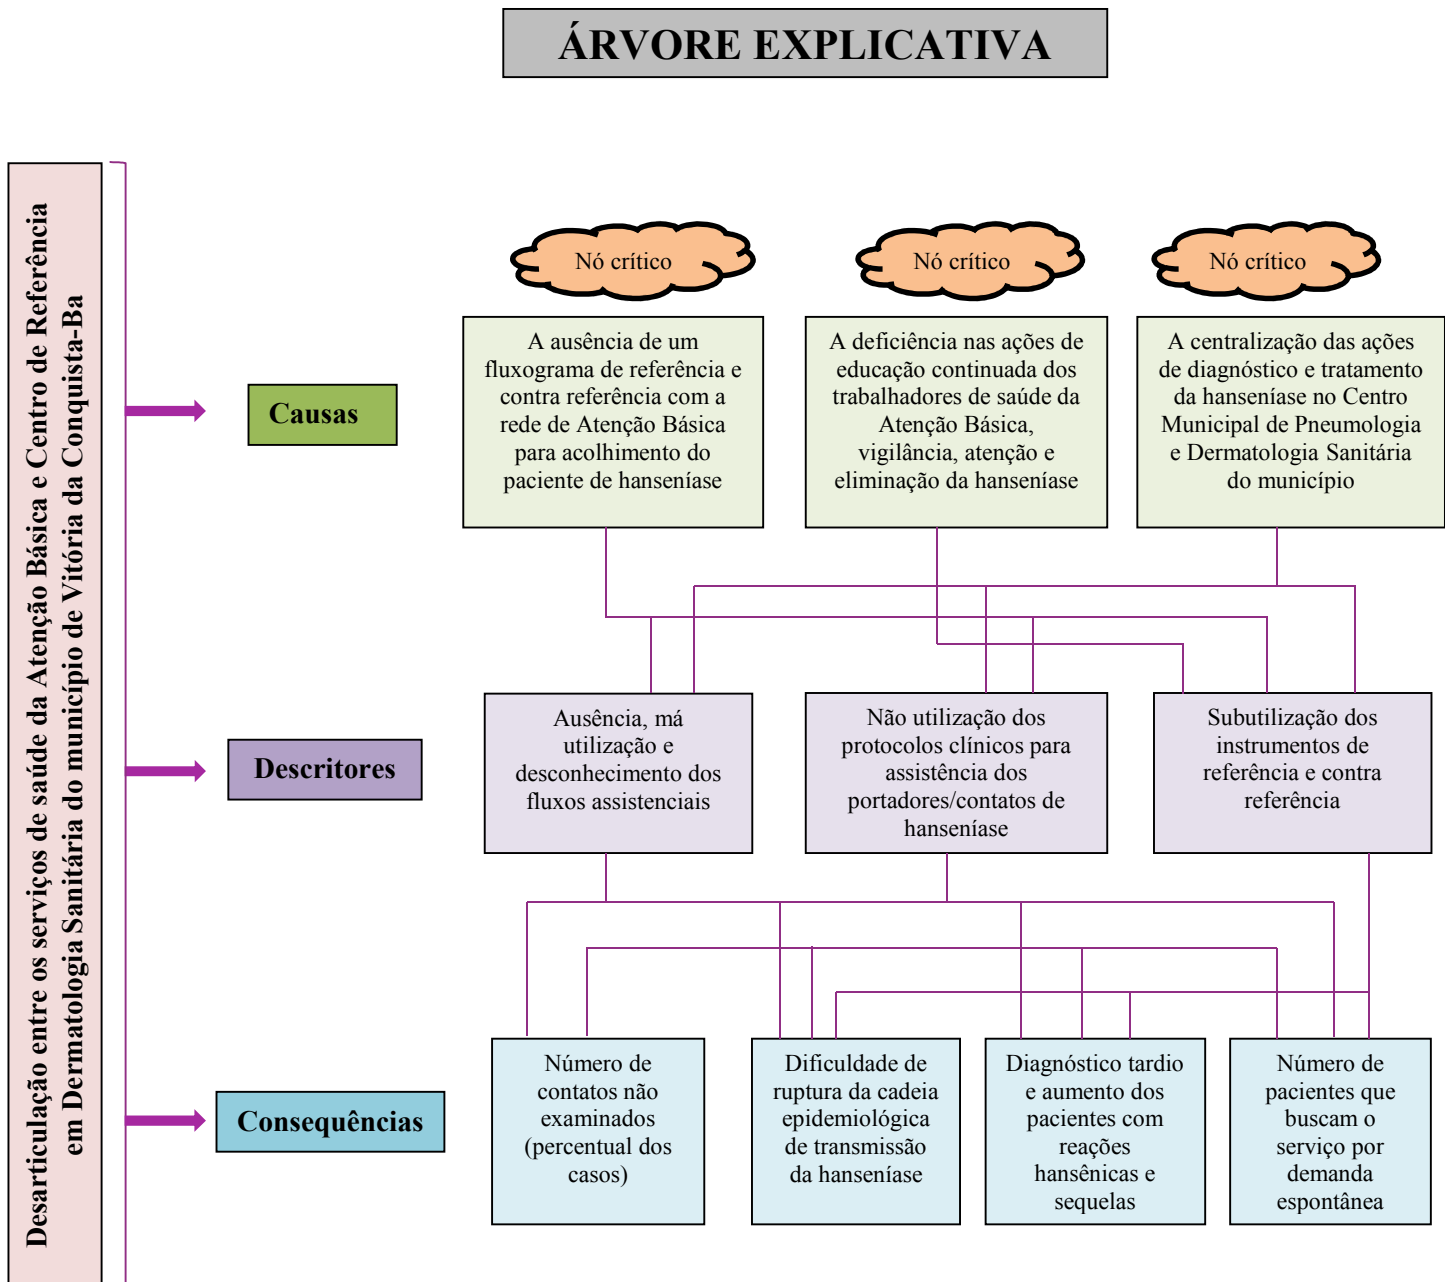 ÁRVORE EXPLICATIVA
Desarticulação entre os serviços de saúde da Atenção Básica e Centro de Referência
em Dermatologia Sanitária do município de Vitória da Conquista-Ba
Nó crítico
Nó crítico
Nó crítico
Causas
A ausência de um
fluxograma de referência e
contra referência com a
rede de Atenção Básica
para acolhimento do
paciente de hanseníase
A deficiência nas ações de
educação continuada dos
trabalhadores de saúde da
Atenção Básica,
vigilância, atenção e
eliminação da hanseníase
A centralização das ações
de diagnóstico e tratamento
da hanseníase no Centro
Municipal de Pneumologia
e Dermatologia Sanitária
do município
Descritores
Ausência, má
utilização e
desconhecimento dos
fluxos assistenciais
Não utilização dos
protocolos clínicos para
assistência dos
portadores/contatos de
hanseníase
Subutilização dos
instrumentos de
referência e contra
referência
Consequências
Número de
contatos não
examinados
(percentual dos
casos)
Dificuldade de
ruptura da cadeia
epidemiológica
de transmissão
da hanseníase
Diagnóstico tardio
e aumento dos
pacientes com
reações
hansênicas e
sequelas
Número de
pacientes que
buscam o
serviço por
demanda
espontânea